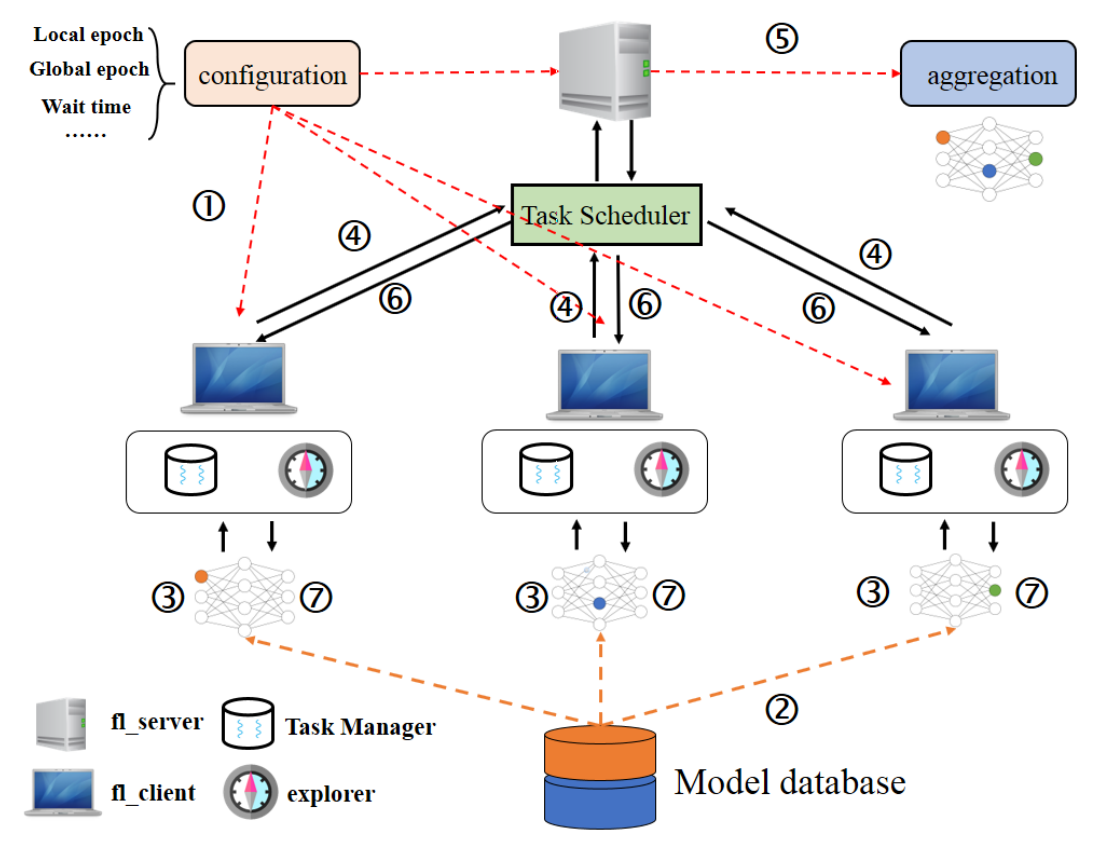 Local epoch
Global epoch
Wait time
……
configuration
⑤
aggregation
①
Task Scheduler
④
⑥
④
⑥
④
⑥
③
⑦
③
⑦
③
⑦
②
fl_server
Task Manager
fl_client
explorer
Model database